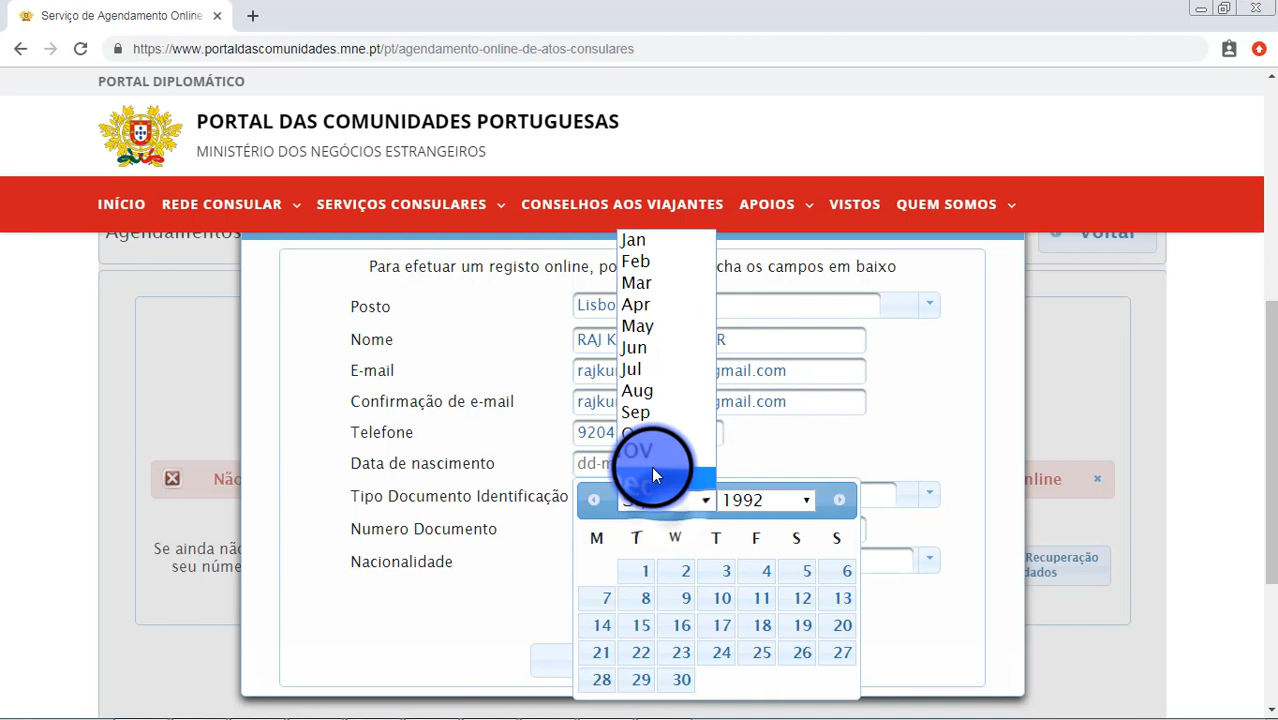 Serviço de Agendamento Online
https://www.portaldascomunidades.mne.pt/pt/agendamento-online-de-atos-consulares
PORTAL DIPLOMÁTICO
PORTAL DAS COMUNIDADES PORTUGUESAS
MINISTÉRIO DOS NEGÓCIOS ESTRANGEIROS
INÍCIO REDE CONSULAR SERVIÇOS CONSULARES CONSELHOS AOS VIAJANTES APOIOS VISTOS QUEM SOMOS
Agendamentos Voltar
Para efetuar um registo online, po cha os campos em baixo
Posto Lisbo
Nome RAJ K R
E-mail rajku gmail.com
Confirmação de e-mail rajku gmail.com
Telefone 9204
Data de nascimento dd-m
Tipo Documento Identificação
Numero Documento
Nacionalidade
Jan
Feb
Mar
Apr
May
Jun
Jul
Aug
Sep
1992
M T W T F S S
1 2 3 4 5 6
7 8 9 10 11 12 13
14 15 16 17 18 19 20
21 22 23 24 25 26 27
28 29 30
Não nline
Se ainda nã
seu núme
Recuperação
dados